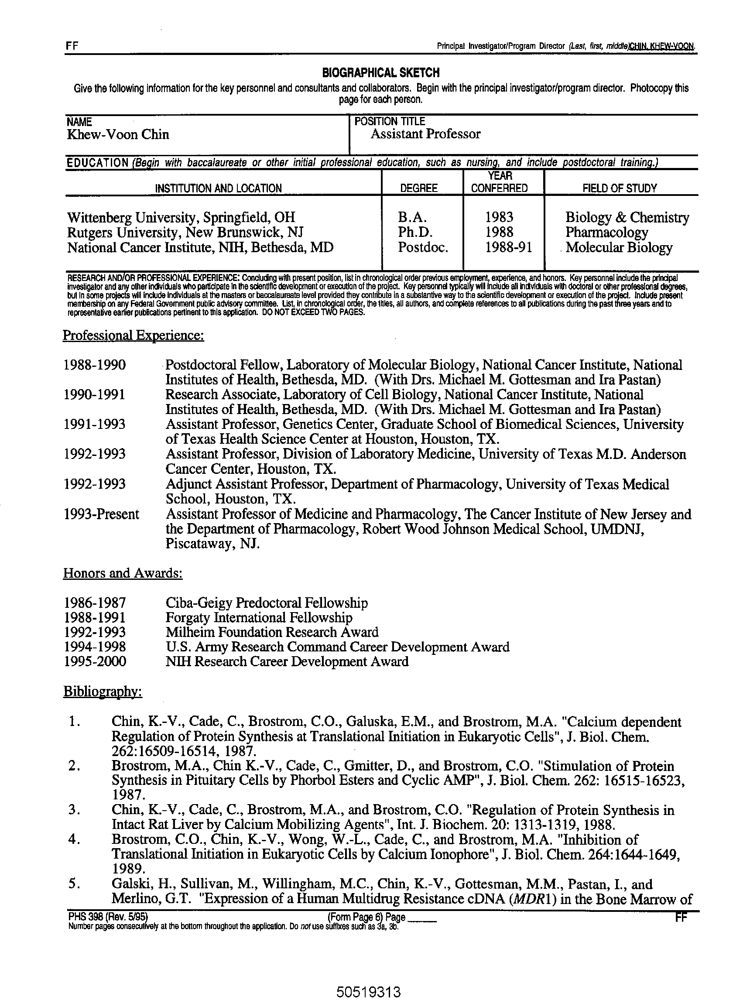 FF
Principal Investigator/Program Director (Last, first, middle)CHIN, KHEW-VOON
BIOGRAPHICAL SKETCH
Give the following information for the key personnel and consultants and collaborators. Begin with the principal investigator/program director. Photocopy this
page for each person.
NAME
POSITION TITLE
Khew-Voon Chin
Assistant Professor
EDUCATION (Begin with baccalaureate or other initial professional education, such as nursing, and include postdoctoral training.)
INSTITUTION AND LOCATION
DEGREE
YEAR
CONFERRED
FIELD OF STUDY
Wittenberg University, Springfield, OH B.A. 1983 Biology & Chemistry
Rutgers University, New Brunswick, NJ Ph.D. 1988 Pharmacology
National Cancer Institute, NIH, Bethesda, MD Postdoc. 1988-91 Molecular Biology
RESEARCH AND/OR PROFESSIONAL EXPERIENCE: Concluding with present position, list in chronological order previous employment, experience, and honors. Key personnel include the principal
investigator and any other individuals who participate in the scientific development or execution of the project. Key personnel typically will include all individuals with doctoral or other professional degrees,
but in some projects will include individuals at the masters or baccalaureate level provided they contribute in a substantive way to the scientific development or execution of the project. Include present
membership on any Federal Government public advisory committee. List, in chronological order, the titles, all authors, and complete references to all publications during the past three years and to
representative earlier publications pertinent to this application. DO NOT EXCEED TWO PAGES.
Professional Experience:
1988-1990 Postdoctoral Fellow, Laboratory of Molecular Biology, National Cancer Institute, National
Institutes of Health, Bethesda, MD. (With Drs. Michael M. Gottesman and Ira Pastan)
1990-1991 Research Associate, Laboratory of Cell Biology, National Cancer Institute, National
Institutes of Health, Bethesda, MD. (With Drs. Michael M. Gottesman and Ira Pastan)
1991-1993 Assistant Professor, Genetics Center, Graduate School of Biomedical Sciences, University
of Texas Health Science Center at Houston, Houston, TX.
1992-1993 Assistant Professor, Division of Laboratory Medicine, University of Texas M.D. Anderson
Cancer Center, Houston, TX.
1992-1993 Adjunct Assistant Professor, Department of Pharmacology, University of Texas Medical
School, Houston, TX.
1993-Present Assistant Professor of Medicine and Pharmacology, The Cancer Institute of New Jersey and
the Department of Pharmacology, Robert Wood Johnson Medical School, UMDNJ,
Piscataway, NJ.
Honors and Awards:
1986-1987 Ciba-Geigy Predoctoral Fellowship
1988-1991 Forgaty International Fellowship
1992-1993 Milheim Foundation Research Award
1994-1998 U.S. Army Research Command Career Development Award
1995-2000 NIH Research Career Development Award
Bibliography:
1. Chin, K.-V., Cade, C., Brostrom, C.O., Galuska, E.M., and Brostrom, M.A. "Calcium dependent
Regulation of Protein Synthesis at Translational Initiation in Eukaryotic Cells", J. Biol. Chem.
262:16509-16514, 1987.
2. Brostrom, M.A., Chin K.-V., Cade, C., Gmitter, D., and Brostrom, C.O. "Stimulation of Protein
Synthesis in Pituitary Cells by Phorbol Esters and Cyclic AMP", J. Biol. Chem. 262: 16515-16523,
1987.
3. Chin, K.-V., Cade, C., Brostrom, M.A., and Brostrom, C.O. "Regulation of Protein Synthesis in
Intact Rat Liver by Calcium Mobilizing Agents", Int. J. Biochem. 20: 1313-1319, 1988.
4. Brostrom, C.O., Chin, K.-V., Wong, W.-L., Cade, C., and Brostrom, M.A. "Inhibition of
Translational Initiation in Eukaryotic Cells by Calcium Ionophore", J. Biol. Chem. 264:1644-1649,
1989.
5. Galski, H., Sullivan, M., Willingham, M.C., Chin, K.-V., Gottesman, M.M., Pastan, I., and
Merlino, G.T. "Expression of a Human Multidrug Resistance cDNA (MDR1) in the Bone Marrow of
PHS 398 (Rev. 5/95) (Form Page 6) Page ______ FF
Number pages consecutively at the bottom throughout the application. Do not use suffixes such as 3a, 3b.
50519313